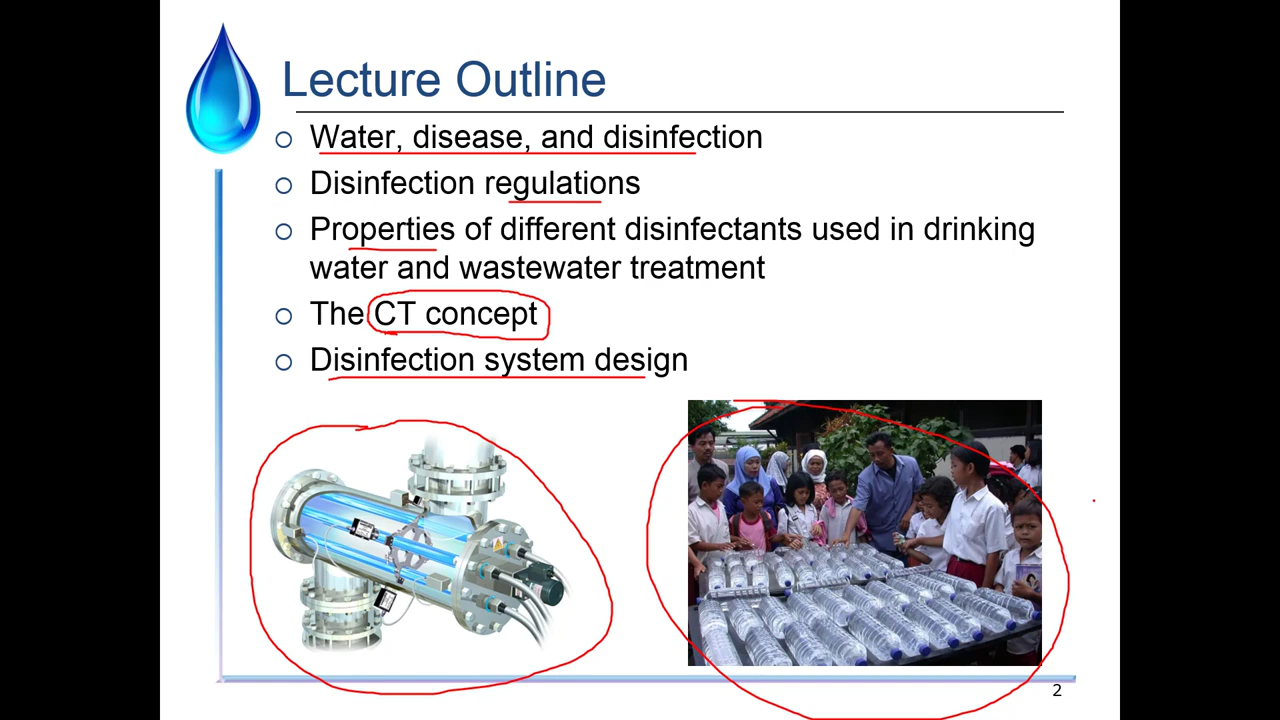 Lecture Outline
Water, disease, and disinfection
Disinfection regulations
Properties of different disinfectants used in drinking
water and wastewater treatment
The CT concept
Disinfection system design
2